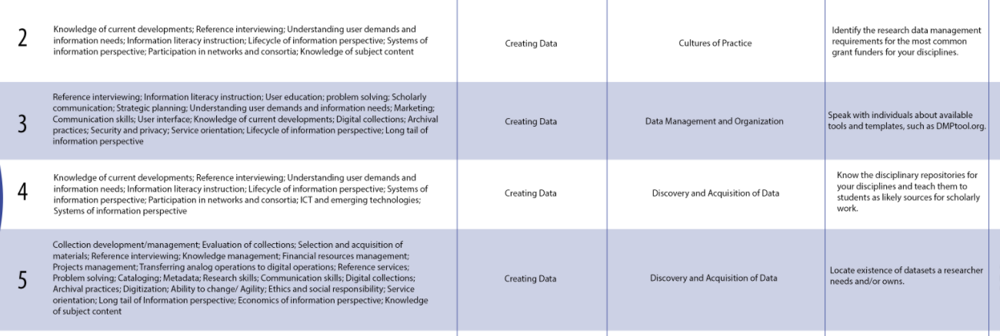 2
Knowledge of current developments; Reference interviewing; Understanding user demands and
information needs; Information literacy instruction; Lifecycle of information perspective; Systems of
information perspective; Participation in networks and consortia; Knowledge of subject content
Creating Data
Cultures of Practice
Identify the research data management
requirements for the most common
grant funders for your disciplines.
3
Reference interviewing; Information literacy instruction; User education; problem solving; Scholarly
communication; Strategic planning; Understanding user demands and information needs; Marketing;
Communication skills; User interface; Knowledge of current developments; Digital collections; Archival
practices; Security and privacy; Service orientation; Lifecycle of information perspective; Long tail of
information perspective
Creating Data
Data Management and Organization
Speak with individuals about available
tools and templates, such as DMPtool.org.
4
Knowledge of current developments; Reference interviewing; Understanding user demands and
information needs; Information literacy instruction; Lifecycle of information perspective; Systems of
information perspective; Participation in networks and consortia; ICT and emerging technologies;
Systems of information perspective
Creating Data
Discovery and Acquisition of Data
Know the disciplinary repositories for
your disciplines and teach them to
students as likely sources for scholarly
work.
5
Collection development/management; Evaluation of collections; Selection and acquisition of
materials; Reference interviewing; Knowledge management; Financial resources management;
Projects management; Transferring analog operations to digital operations; Reference services;
Problem solving; Cataloging; Metadata; Research skills; Communication skills; Digital collections;
Archival practices; Digitization; Ability to change/ Agility; Ethics and social responsibility; Service
orientation; Long tail of Information perspective; Economics of information perspective; Knowledge
of subject content
Creating Data
Discovery and Acquisition of Data
Locate existence of datasets a researcher
needs and/or owns.